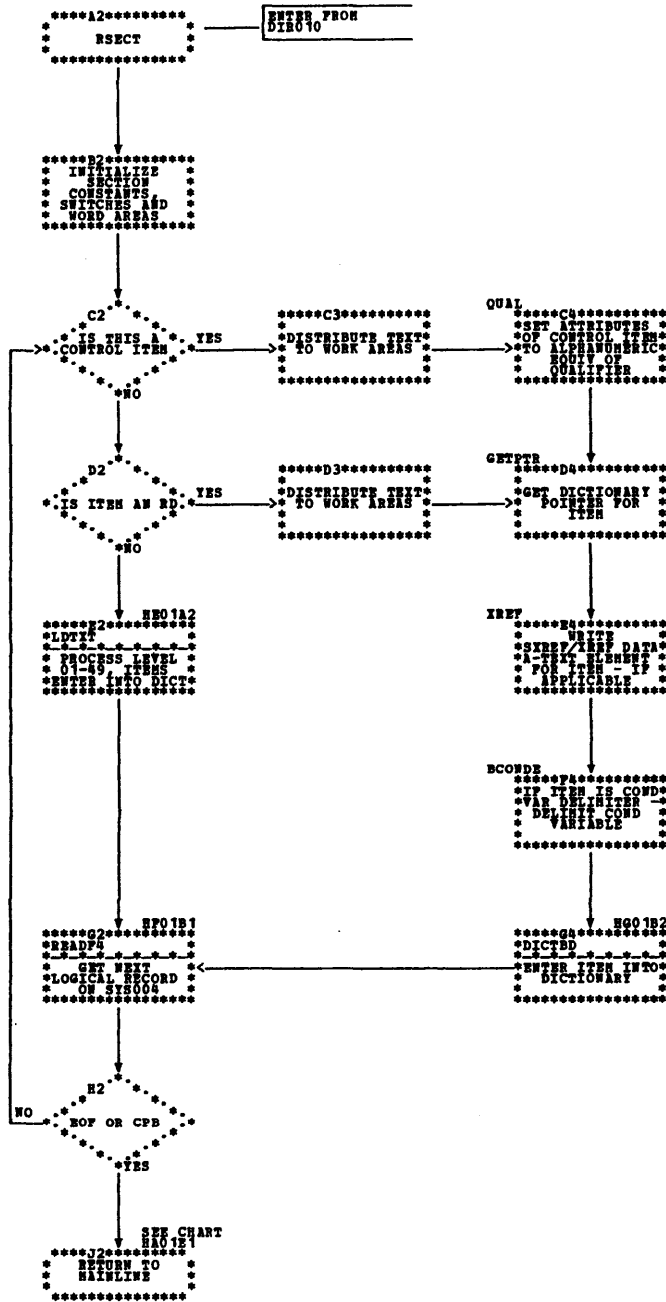 A2
RSECT
ENTER FROM
DIR010
B2
INITIALIZE
SECTION
CONSTANTS,
SWITCHES AND
WORD AREAS
C2
IS THIS A
CONTROL ITEM
YES
NO
C3
DISTRIBUTE TEXT
TO WORK AREAS
QUAL
C4
SET ATTRIBUTES
OF CONTROL ITEM
TO ALPHANUMERIC
EQUIV OF
QUALIFIER
D2
IS ITEM AN RD
YES
NO
D3
DISTRIBUTE TEXT
TO WORK AREAS
GETPTR
D4
GET DICTIONARY
POINTER FOR
ITEM
HE01A2
E2
LDTXT
PROCESS LEVEL
01-49, ITEMS
ENTER INTO DICT
XREF
E4
WRITE
SXREF/XREF DATA
A-TEXT ELEMENT
FOR ITEM - IF
APPLICABLE
BCONDE
F4
IF ITEM IS COND
VAR DELIMITER -
DELIMIT COND
VARIABLE
HF01B1
G2
READF4
GET NEXT
LOGICAL RECORD
ON SYS004
HG01B2
G4
DICTBD
ENTER ITEM INTO
DICTIONARY
H2
EOF OR CPB
NO
YES
SEE CHART
HA01E1
J2
RETURN TO
MAINLINE